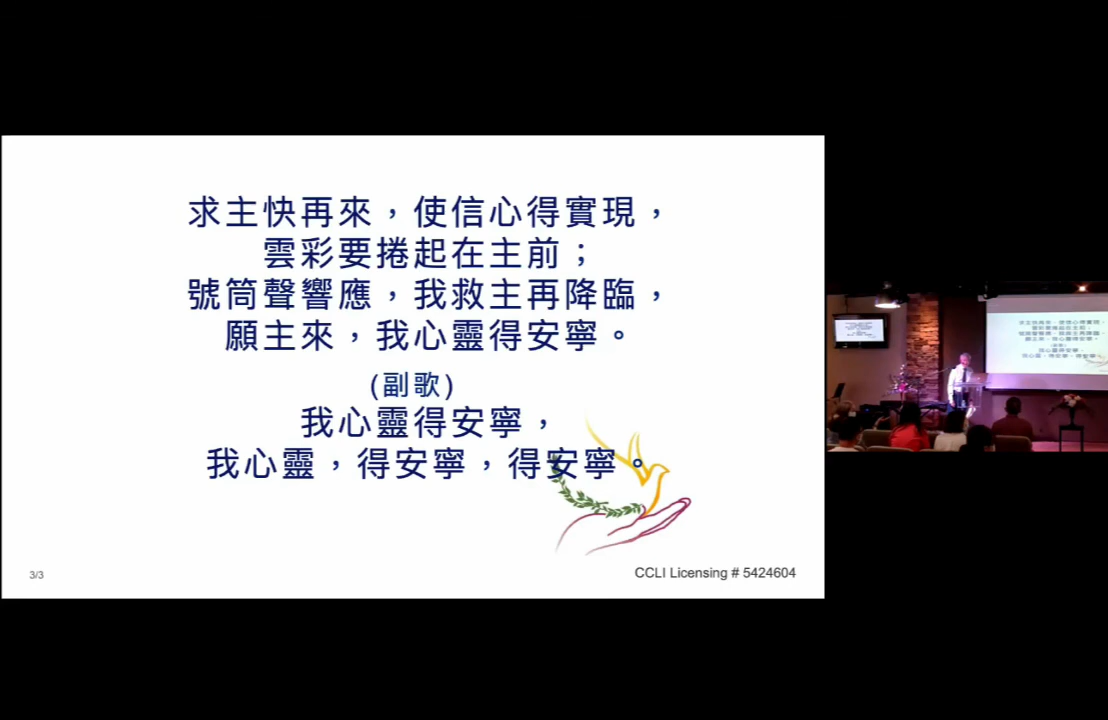 求主快再來，使信心得實現，
雲彩要捲起在主前；
號筒聲響應，我救主再降臨，
願主來，我心靈得安寧。
(副歌)
我心靈得安寧，
我心靈，得安寧，得安寧。
3/3
CCLI Licensing # 5424604